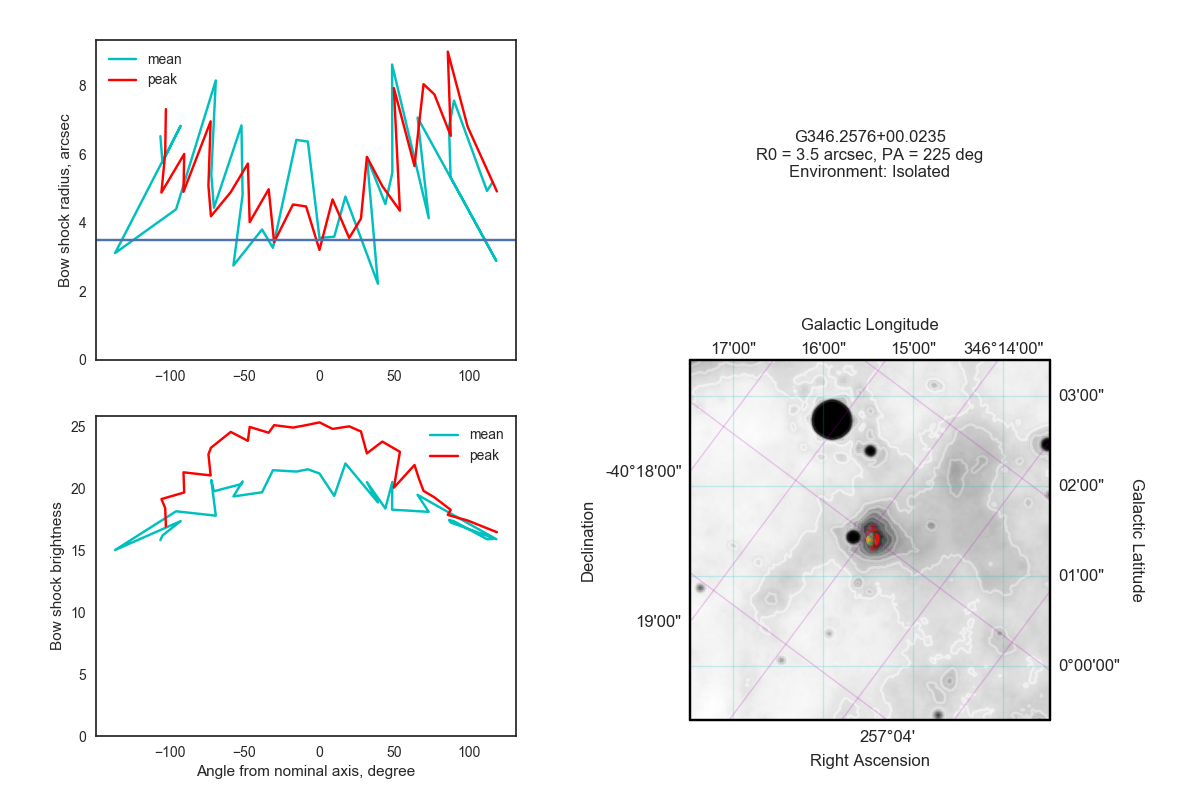 mean
peak
8
6
4
2
0
Bow shock radius, arcsec
−100
−50
0
50
100
25
20
15
10
5
0
Bow shock brightness
mean
peak
−100
−50
0
50
100
Angle from nominal axis, degree
G346.2576+00.0235
R0 = 3.5 arcsec, PA = 225 deg
Environment: Isolated
Galactic Longitude
17'00"
16'00"
15'00"
346°14'00"
03'00"
02'00"
01'00"
0°00'00"
Galactic Latitude
-40°18'00"
19'00"
Declination
257°04'
Right Ascension